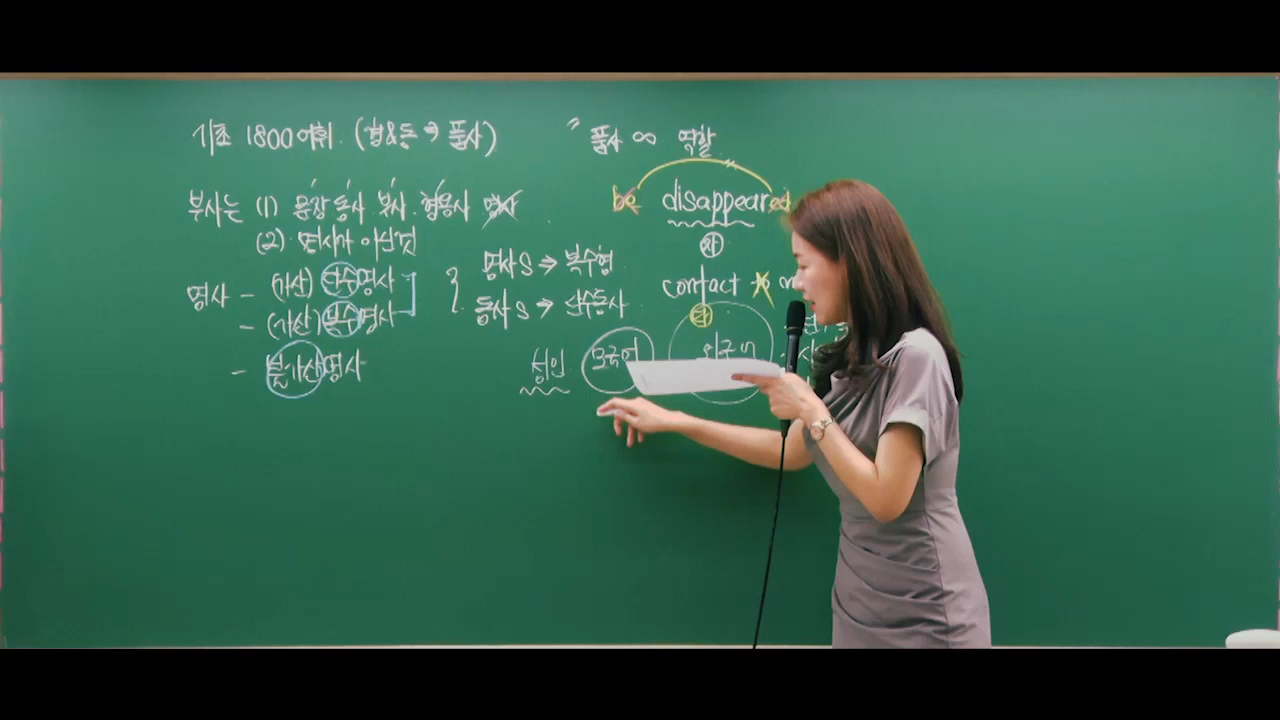 기초 1800 어휘. (형&동 → 품사)
부사는 (1) 문장 동사 부사. 형용사 명사
(2) 명사가 아닌것
명사 - (가산) 단수명사
- (가산) 복수명사
- 불가산명사
명사 S → 복수형
동사 S → 단수동사
" 품사 ∞ 역할
be disappeared
자
contact to
타
성인 모국어 외국어